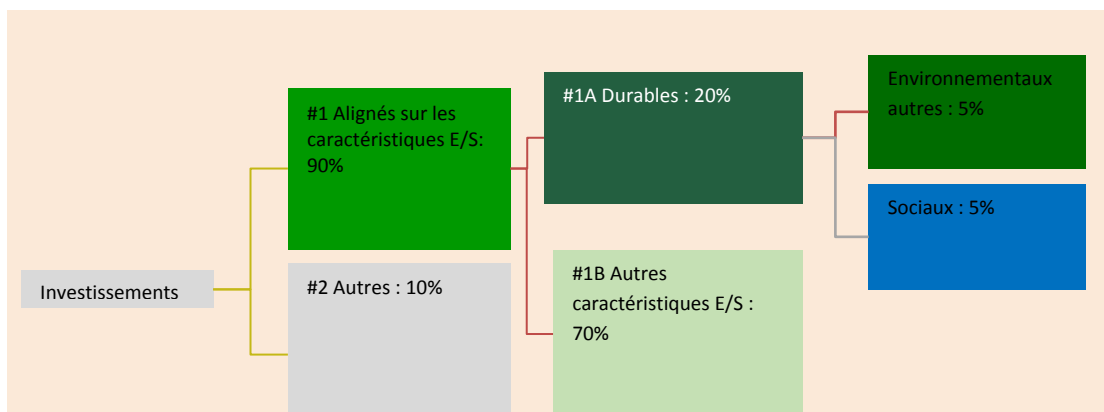 Investissements
#1 Alignés sur les
caractéristiques E/S:
90%
#2 Autres : 10%
#1A Durables : 20%
#1B Autres
caractéristiques E/S :
70%
Environnementaux
autres : 5%
Sociaux : 5%